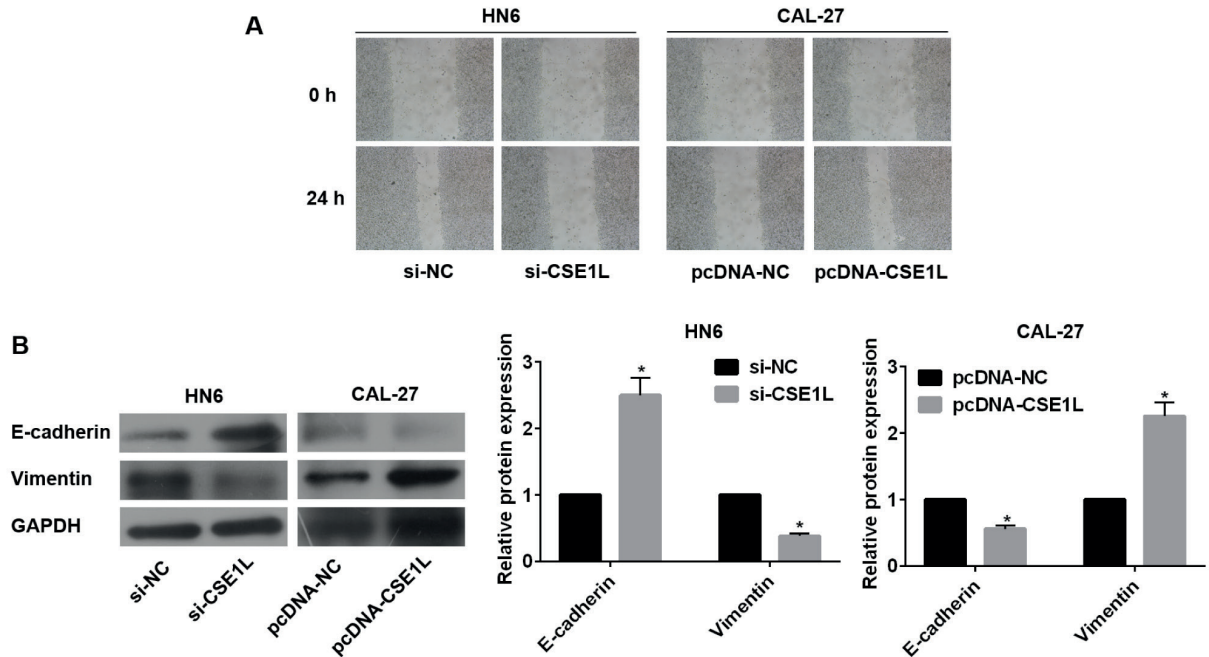 A
HN6
CAL-27
0 h
24 h
si-NC
si-CSE1L
pcDNA-NC
pcDNA-CSE1L
B
HN6
CAL-27
E-cadherin
Vimentin
GAPDH
si-NC
si-CSE1L
pcDNA-NC
pcDNA-CSE1L
HN6
Relative protein expression
3
2
1
0
si-NC
si-CSE1L
*
*
E-cadherin
Vimentin
CAL-27
Relative protein expression
3
2
1
0
pcDNA-NC
pcDNA-CSE1L
*
*
E-cadherin
Vimentin